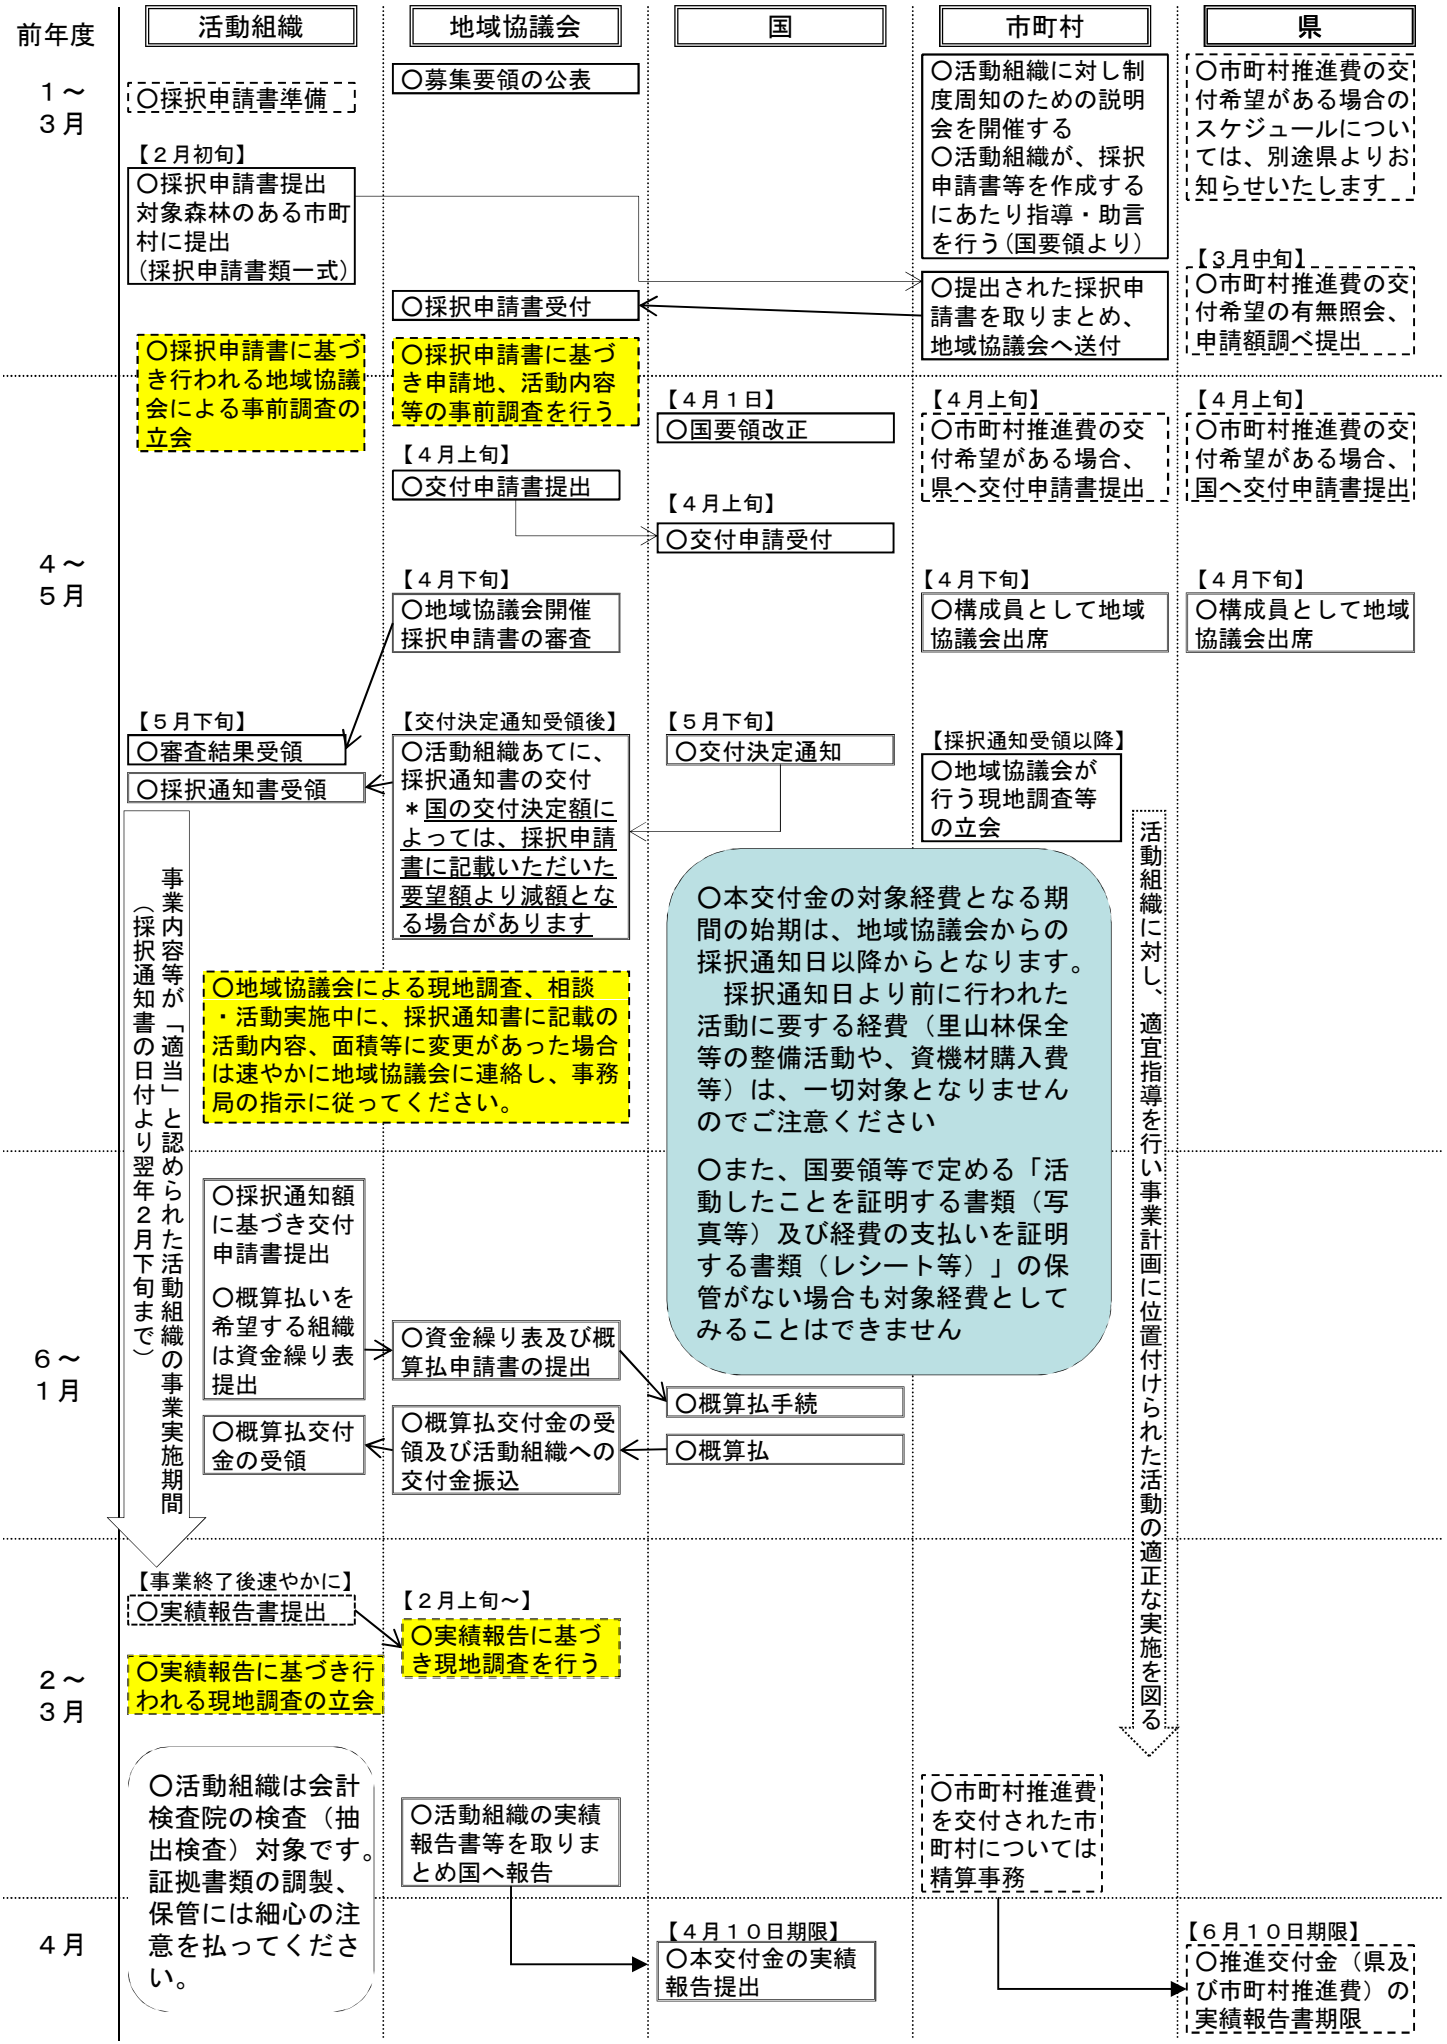 前年度
活動組織
地域協議会
国
市町村
県
１～
３月
○採択申請書準備
【２月初旬】
○採択申請書提出
対象森林のある市町
村に提出
(採択申請書類一式)
○採択申請書に基づ
き行われる地域協議
会による事前調査の
立会
○募集要領の公表
○採択申請書受付
○採択申請書に基づ
き申請地、活動内容
等の事前調査を行う
○活動組織に対し制
度周知のための説明
会を開催する
○活動組織が、採択
申請書等を作成する
にあたり指導・助言
を行う(国要領より)
○提出された採択申
請書を取りまとめ、
地域協議会へ送付
○市町村推進費の交
付希望がある場合の
スケジュールについ
ては、別途県よりお
知らせいたします
【３月中旬】
○市町村推進費の交
付希望の有無照会、
申請額調べ提出
４～
５月
【４月上旬】
○交付申請書提出
【４月１日】
○国要領改正
【４月上旬】
○交付申請受付
【４月上旬】
○市町村推進費の交
付希望がある場合、
県へ交付申請書提出
【４月上旬】
○市町村推進費の交
付希望がある場合、
国へ交付申請書提出
【４月下旬】
○地域協議会開催
採択申請書の審査
【４月下旬】
○構成員として地域
協議会出席
【４月下旬】
○構成員として地域
協議会出席
【５月下旬】
○審査結果受領
○採択通知書受領
【交付決定通知受領後】
○活動組織あてに、
採択通知書の交付
＊国の交付決定額に
よっては、採択申請
書に記載いただいた
要望額より減額とな
る場合があります
【５月下旬】
○交付決定通知
【採択通知受領以降】
○地域協議会が
行う現地調査等
の立会
事業内容等が「適当」と認められた活動組織の事業実施期間
（採択通知書の日付より翌年２月下旬まで）
○地域協議会による現地調査、相談
・活動実施中に、採択通知書に記載の
活動内容、面積等に変更があった場合
は速やかに地域協議会に連絡し、事務
局の指示に従ってください。
○本交付金の対象経費となる期
間の始期は、地域協議会からの
採択通知日以降からとなります。
採択通知日より前に行われた
活動に要する経費（里山林保全
等の整備活動や、資機材購入費
等）は、一切対象となりません
のでご注意ください
○また、国要領等で定める「活
動したことを証明する書類（写
真等）及び経費の支払いを証明
する書類（レシート等）」の保
管がない場合も対象経費として
みることはできません
活動組織に対し、適宜指導を行い事業計画に位置付けられた活動の適正な実施を図る
６～
１月
○採択通知額
に基づき交付
申請書提出
○概算払いを
希望する組織
は資金繰り表
提出
○資金繰り表及び概
算払申請書の提出
○概算払手続
○概算払交付
金の受領
○概算払交付金の受
領及び活動組織への
交付金振込
○概算払
２～
３月
【事業終了後速やかに】
○実績報告書提出
○実績報告に基づき行
われる現地調査の立会
【２月上旬～】
○実績報告に基づ
き現地調査を行う
○活動組織は会計
検査院の検査（抽
出検査）対象です。
証拠書類の調製、
保管には細心の注
意を払ってくださ
い。
○活動組織の実績
報告書等を取りま
とめ国へ報告
○市町村推進費
を交付された市
町村については
精算事務
４月
【４月１０日期限】
○本交付金の実績
報告提出
【６月１０日期限】
○推進交付金（県及
び市町村推進費）の
実績報告書期限